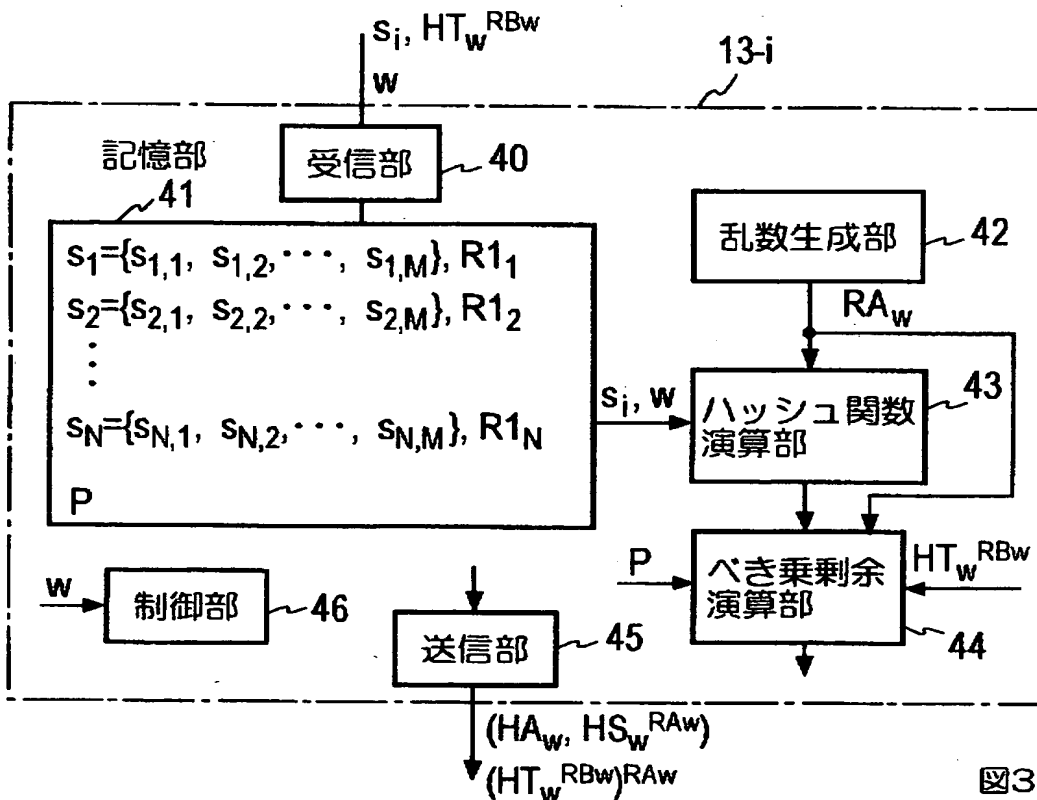 s_i, HT_w^RBw
w
13-i
記憶部
41
受信部
40
s_1={s_1,1, s_1,2,･･･, s_1,M}, R1_1
s_2={s_2,1, s_2,2,･･･, s_2,M}, R1_2
⋮
s_N={s_N,1, s_N,2,･･･, s_N,M}, R1_N
P
乱数生成部
42
RA_w
s_i, w
ハッシュ関数
演算部
43
P
べき乗剰余
演算部
HT_w^RBw
44
w
制御部
46
送信部
45
(HA_w, HS_w^RAw)
(HT_w^RBw)^RAw
図3